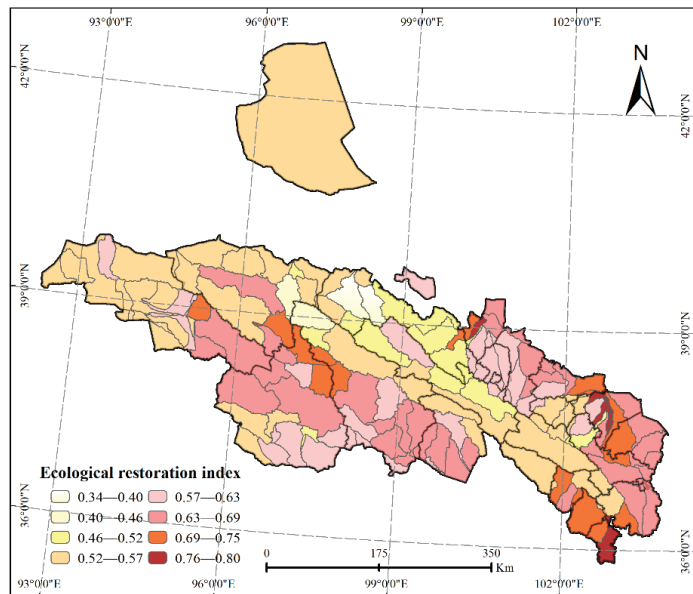 93°0'0"E 96°0'0"E 99°0'0"E 102°0'0"E
N
42°0'0"N 42°0'0"N
39°0'0"N 39°0'0"N
36°0'0"N 36°0'0"N
Ecological restoration index
0.34—0.40 0.57—0.63
0.40—0.46 0.63—0.69
0.46—0.52 0.69—0.75
0.52—0.57 0.76—0.80
0 175 350
Km
93°0'0"E 96°0'0"E 99°0'0"E 102°0'0"E